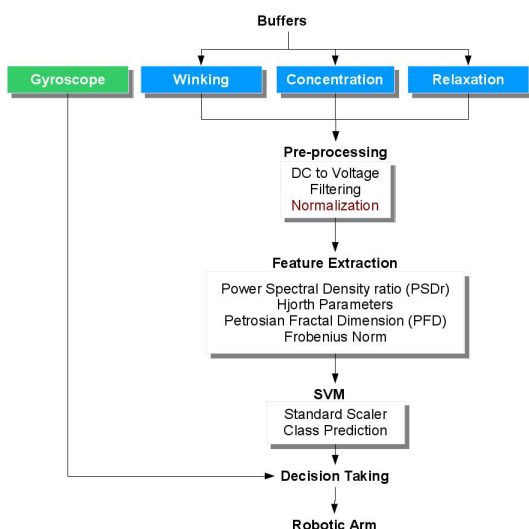 Buffers
Gyroscope
Winking
Concentration
Relaxation
Pre-processing
DC to Voltage
Filtering
Normalization
Feature Extraction
Power Spectral Density ratio (PSDr)
Hjorth Parameters
Petrosian Fractal Dimension (PFD)
Frobenius Norm
SVM
Standard Scaler
Class Prediction
Decision Taking
Robotic Arm